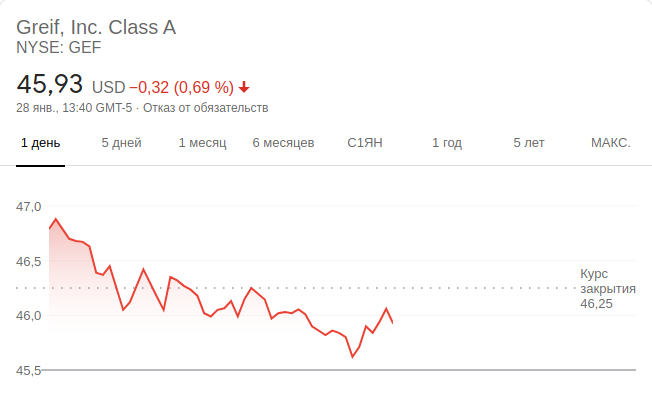 Greif, Inc. Class A
NYSE: GEF
45,93 USD −0,32 (0,69 %)
28 янв., 13:40 GMT-5 · Отказ от обязательств
1 день 5 дней 1 месяц 6 месяцев С1ЯН 1 год 5 лет МАКС.
47,0
46,5
Курс
закрытия
46,25
46,0
45,5